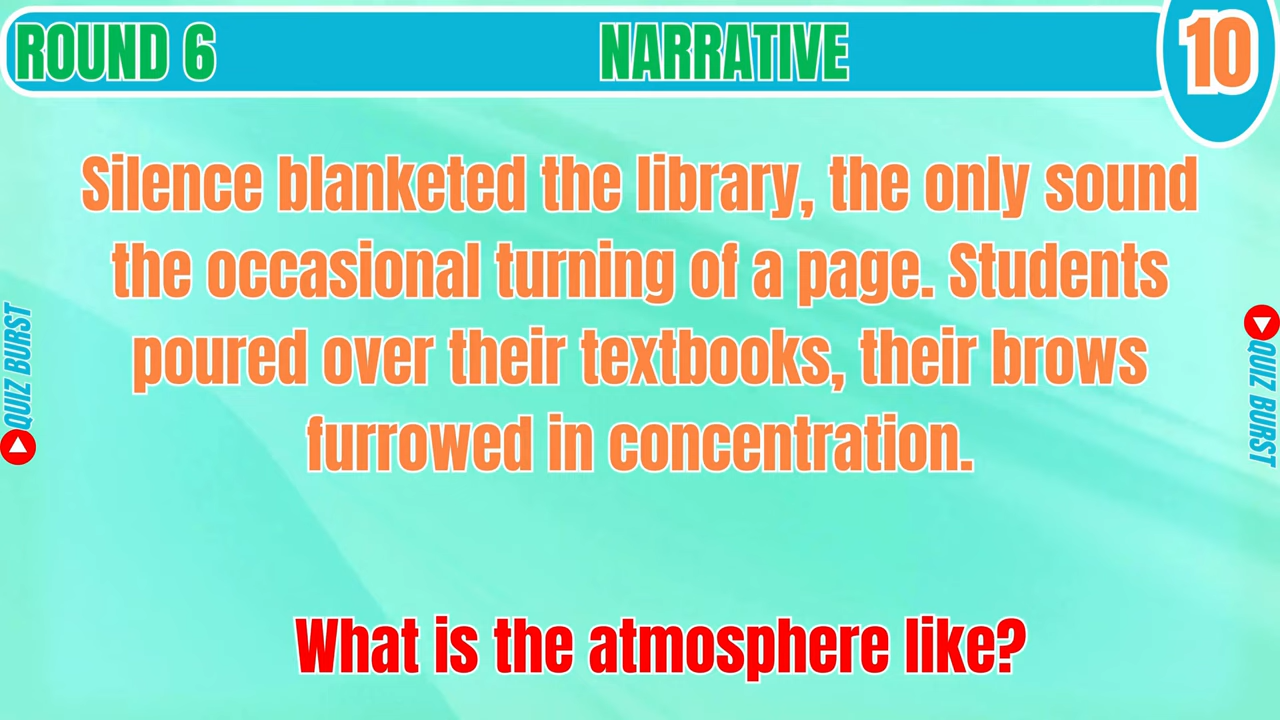 ROUND 6
NARRATIVE
10
Silence blanketed the library, the only sound
the occasional turning of a page. Students
poured over their textbooks, their brows
furrowed in concentration.
QUIZ BURST
QUIZ BURST
What is the atmosphere like?